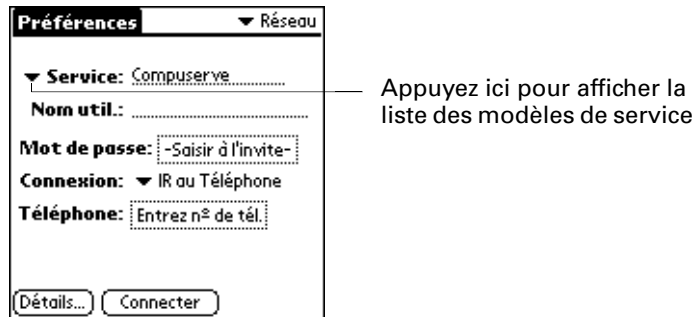 Préférences ▼ Réseau
▼ Service: Compuserve
Nom util.:
Mot de passe: -Saisir à l'invite-
Connexion: ▼ IR au Téléphone
Téléphone: Entrez nº de tél.
Détails... Connecter
Appuyez ici pour afficher la
liste des modèles de service